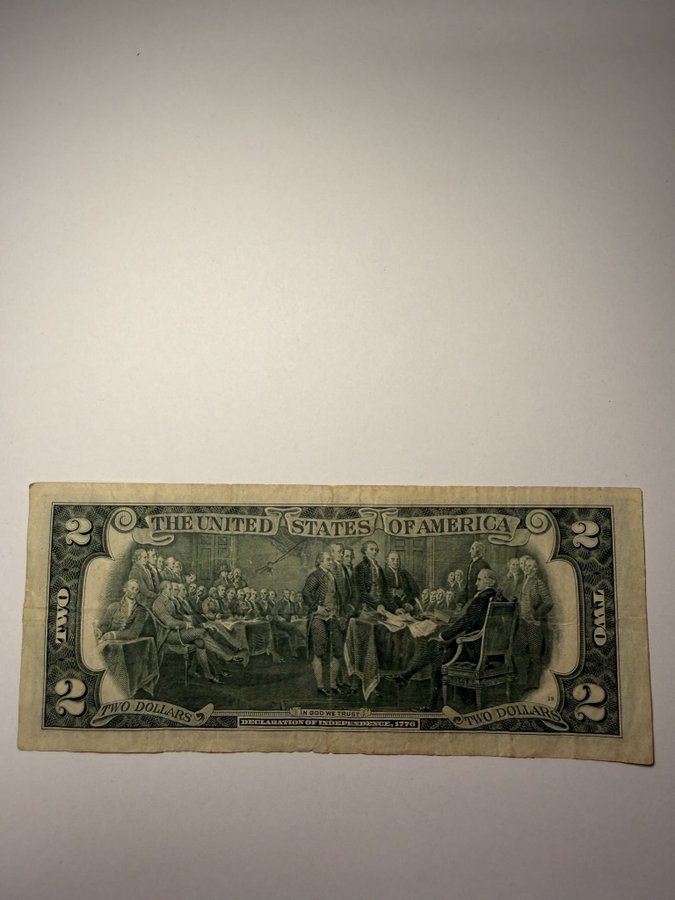 2 THE UNITED STATES OF AMERICA 2
TWO TWO
2 TWO DOLLARS IN GOD WE TRUST TWO DOLLARS 2
DECLARATION OF INDEPENDENCE, 1776